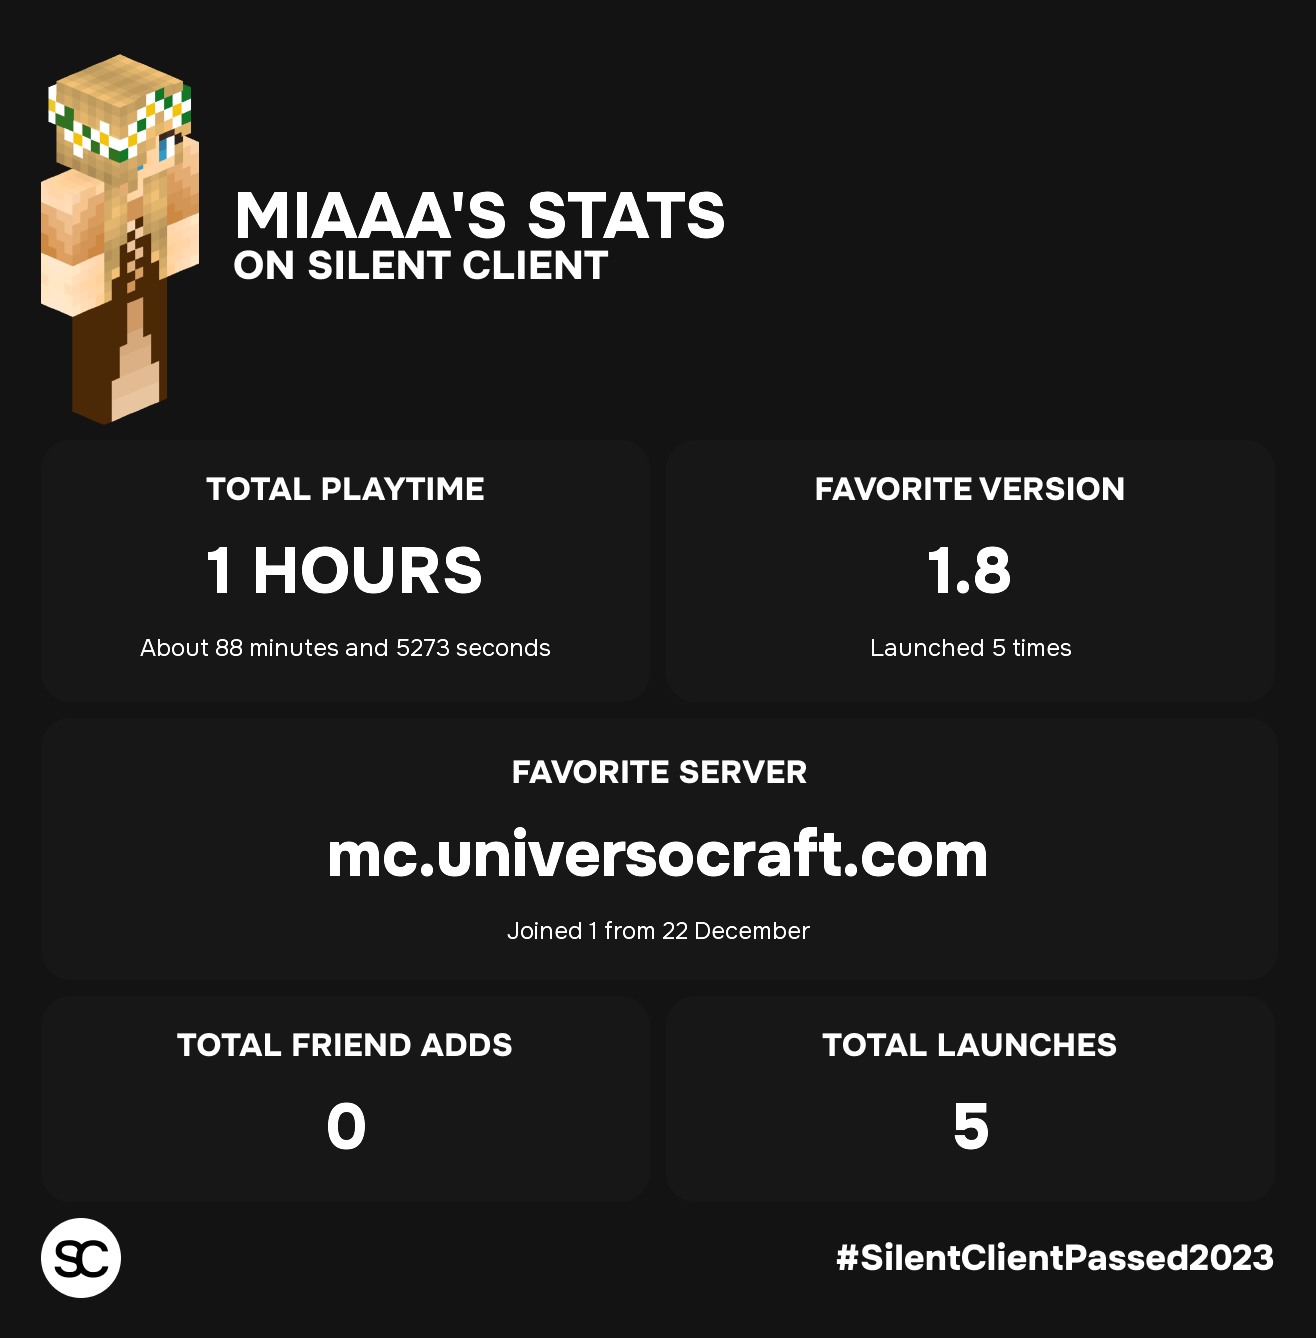 MIAAA'S STATS
ON SILENT CLIENT
TOTAL PLAYTIME
1 HOURS
About 88 minutes and 5273 seconds
FAVORITE VERSION
1.8
Launched 5 times
FAVORITE SERVER
mc.universocraft.com
Joined 1 from 22 December
TOTAL FRIEND ADDS
0
TOTAL LAUNCHES
5
SC
#SilentClientPassed2023